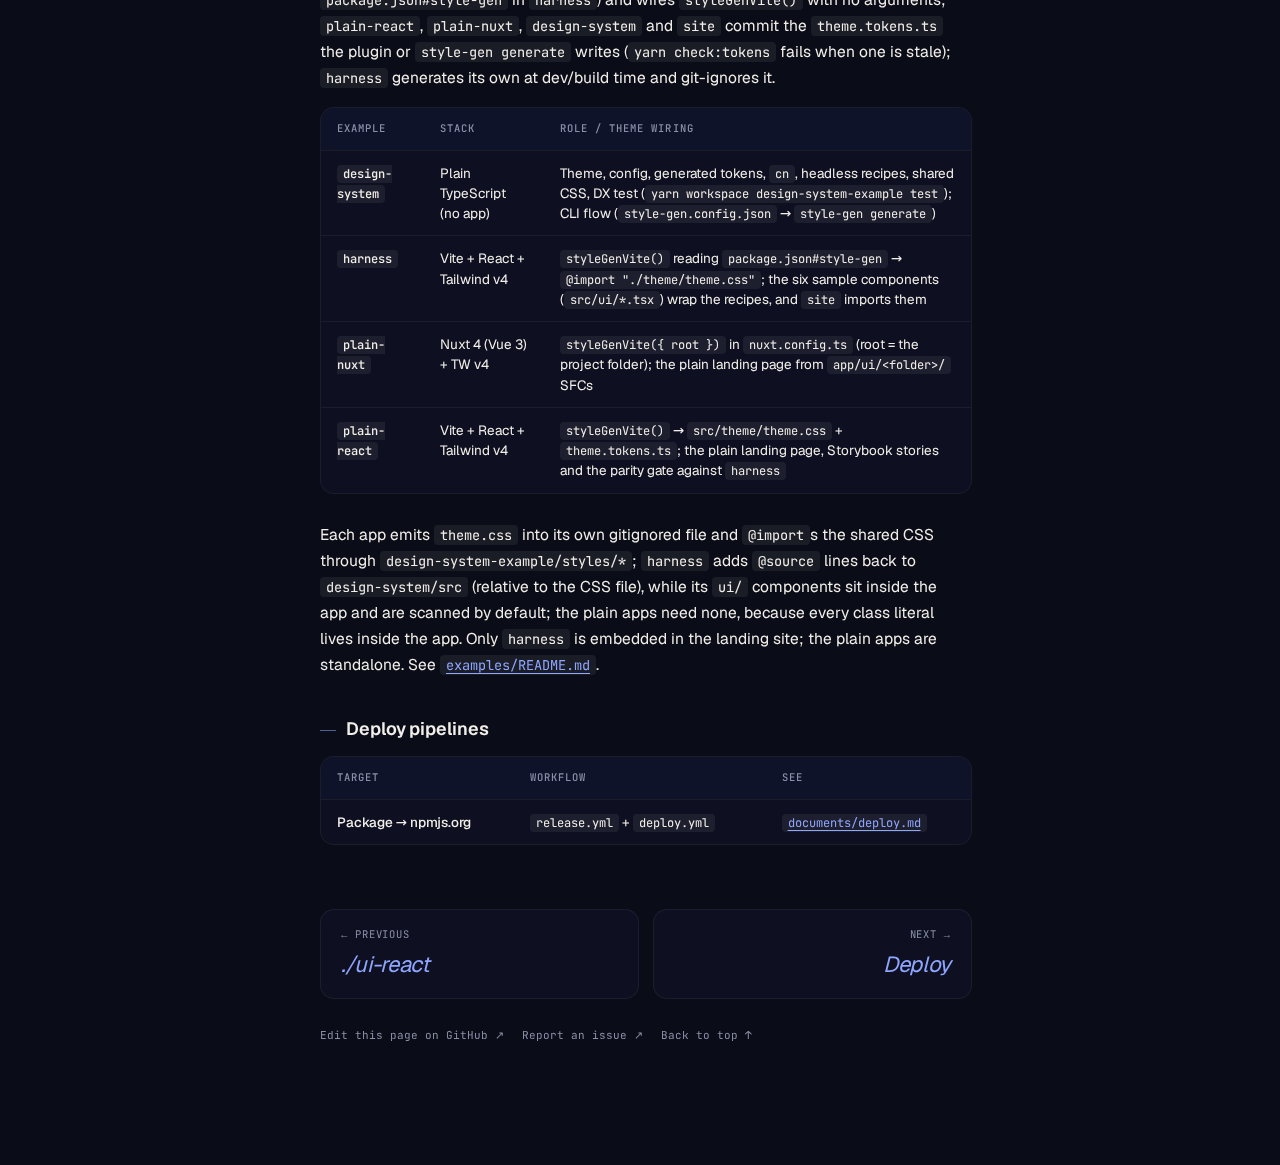 package.json#style-gen in harness ) and wires styleGenVite() with no arguments;
plain-react , plain-nuxt , design-system and site commit the theme.tokens.ts
the plugin or style-gen generate writes ( yarn check:tokens fails when one is stale);
harness generates its own at dev/build time and git-ignores it.
EXAMPLE STACK ROLE / THEME WIRING
design- Plain Theme, config, generated tokens, cn , headless recipes, shared
system TypeScript CSS, DX test ( yarn workspace design-system-example test );
(no app) CLI flow ( style-gen.config.json → style-gen generate )
harness Vite + React + styleGenVite() reading package.json#style-gen →
Tailwind v4 @import "./theme/theme.css" ; the six sample components
( src/ui/*.tsx ) wrap the recipes, and site imports them
plain- Nuxt 4 (Vue 3) styleGenVite({ root }) in nuxt.config.ts (root = the
nuxt + TW v4 project folder); the plain landing page from app/ui/<folder>/
SFCs
plain- Vite + React + styleGenVite() → src/theme/theme.css +
react Tailwind v4 theme.tokens.ts ; the plain landing page, Storybook stories
and the parity gate against harness
Each app emits theme.css into its own gitignored file and @import s the shared CSS
through design-system-example/styles/* ; harness adds @source lines back to
design-system/src (relative to the CSS file), while its ui/ components sit inside the
app and are scanned by default; the plain apps need none, because every class literal
lives inside the app. Only harness is embedded in the landing site; the plain apps are
standalone. See examples/README.md .
— Deploy pipelines
TARGET WORKFLOW SEE
Package → npmjs.org release.yml + deploy.yml documents/deploy.md
← PREVIOUS
./ui-react
NEXT →
Deploy
Edit this page on GitHub ↗ Report an issue ↗ Back to top ↑